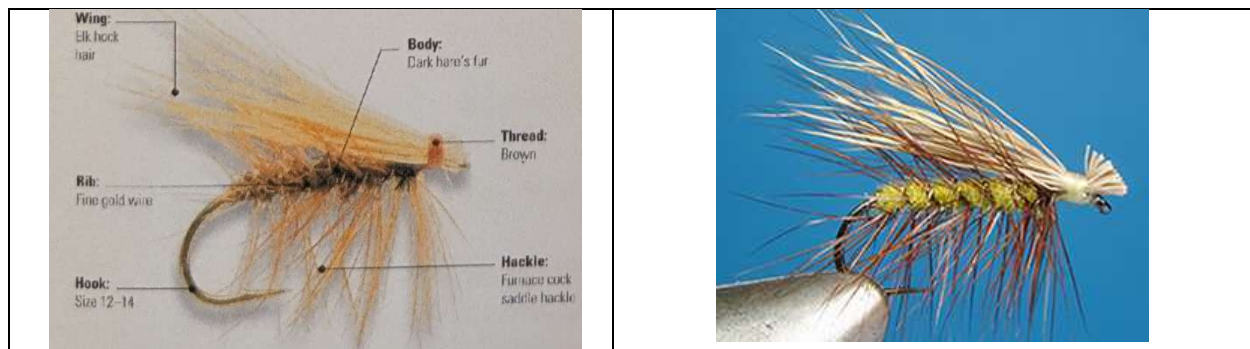 Wing:
Elk hock
hair
Body:
Dark hare's fur
Thread:
Brown
Rib:
Fine gold wire
Hook:
Size 12–14
Hackle:
Furnace cock
saddle hackle